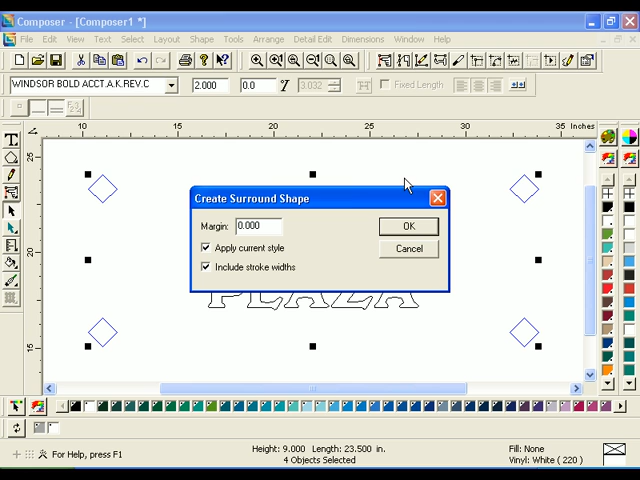 Composer - [Composer1 *]
File Edit View Text Select Layout Shape Tools Arrange Detail Edit Dimensions Window Help
WINDSOR BOLD ACCT.A.K.REV.C 2.000 0.0 3.032 Fixed Length
10 15 20 25 30 35 Inches
25
20
15
Create Surround Shape
Margin: 0.000
OK
Apply current style
Cancel
Include stroke widths
PLAZA
For Help, press F1
Height: 9.000 Length: 23.500 in.
4 Objects Selected
Fill: None
Vinyl: White ( 220 )